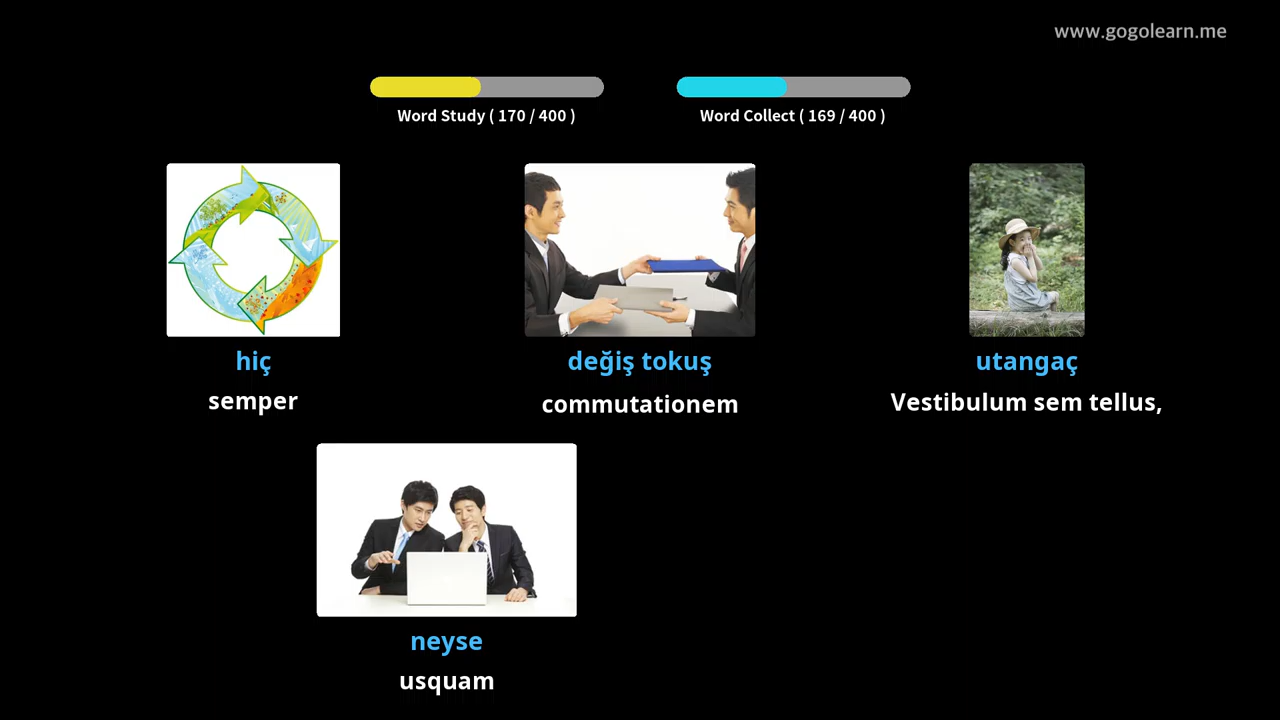 www.gogolearn.me
Word Study ( 170 / 400 )
Word Collect ( 169 / 400 )
hiç
değiş tokuş
utangaç
semper
commutationem
Vestibulum sem tellus,
neyse
usquam